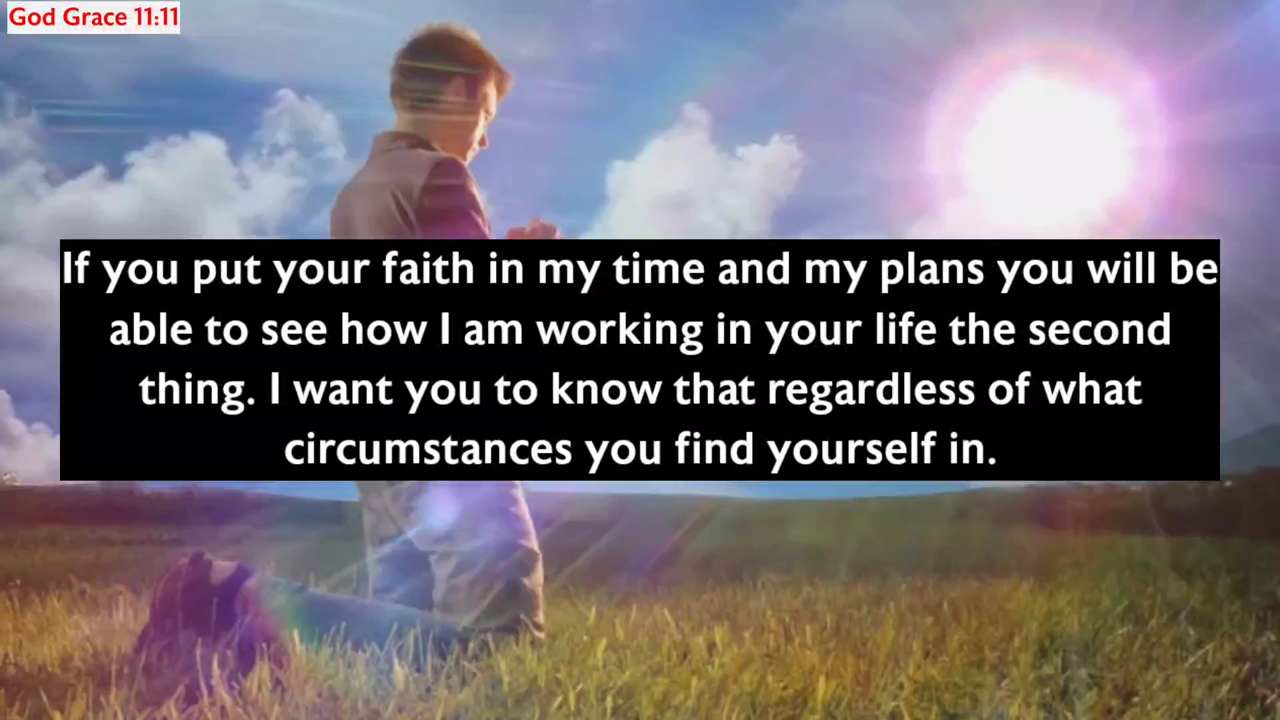 God Grace 11:11
If you put your faith in my time and my plans you will be
able to see how I am working in your life the second
thing. I want you to know that regardless of what
circumstances you find yourself in.